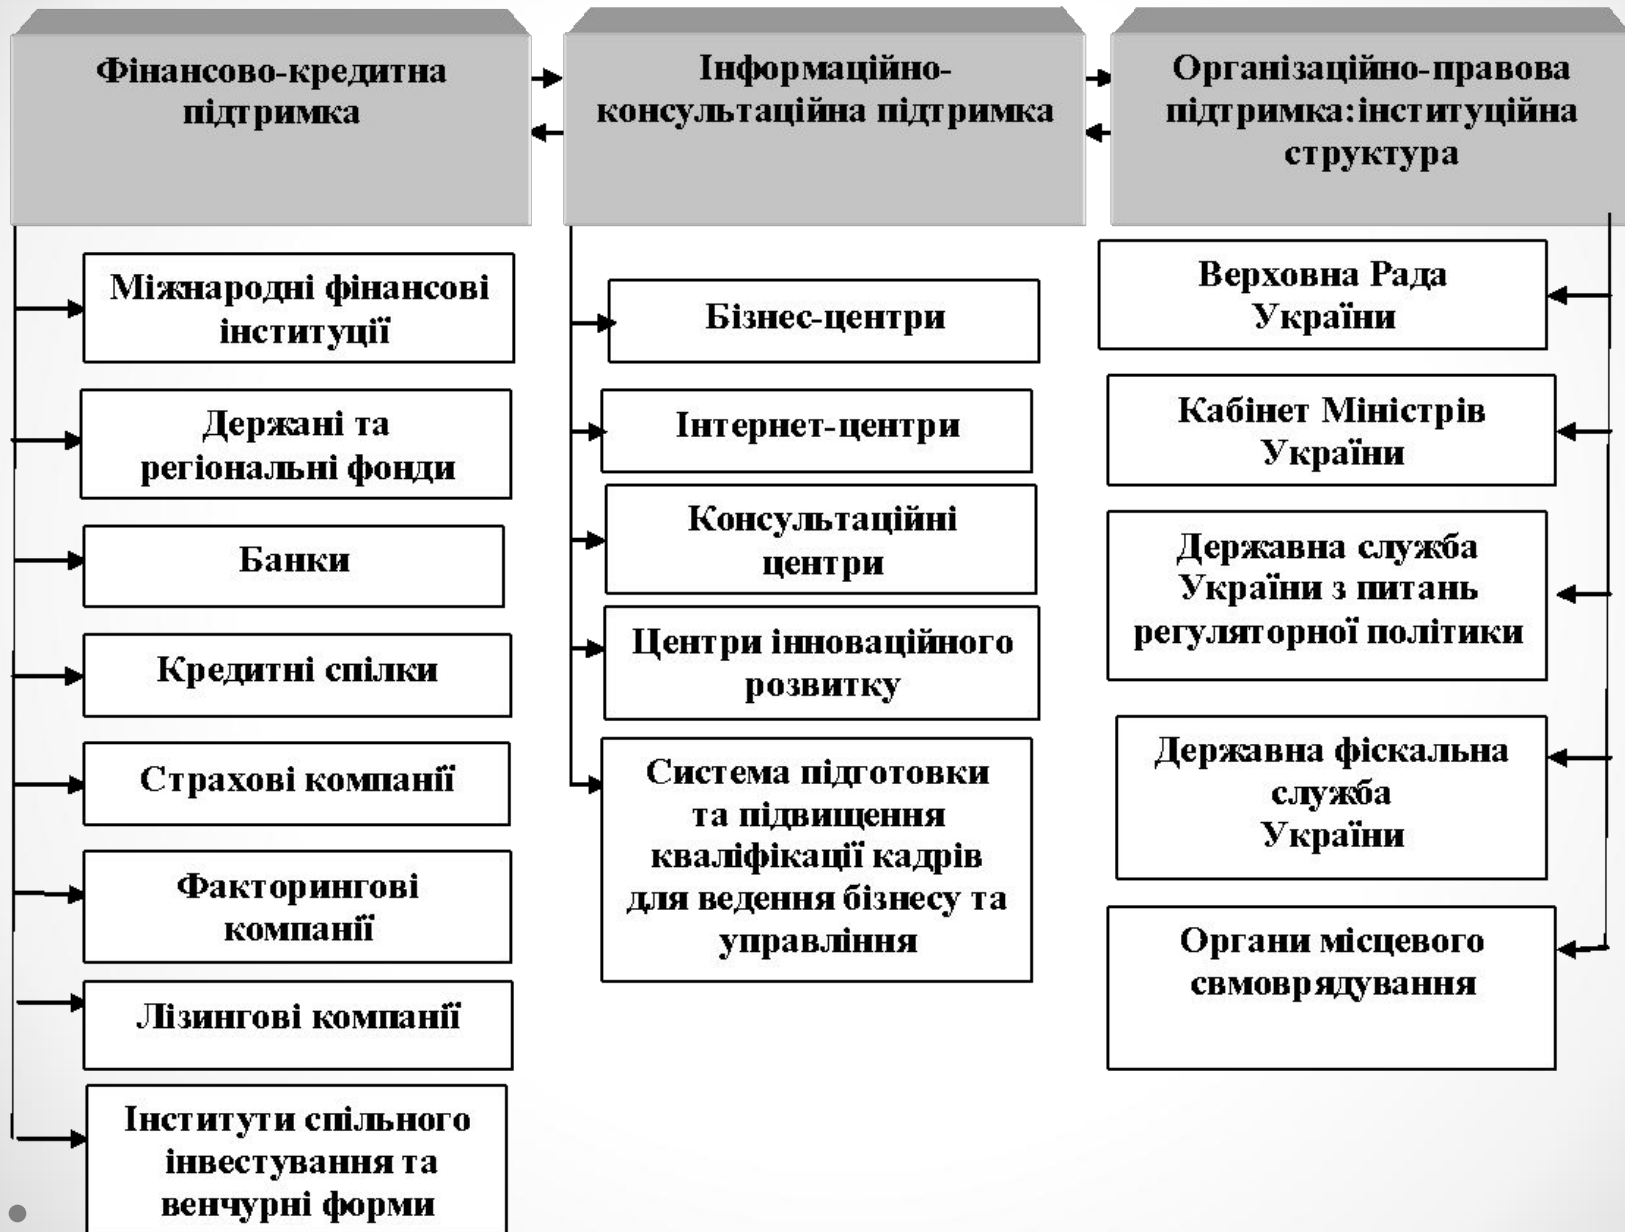 Фінансово-кредитна
підтримка
Інформаційно-
консультаційна підтримка
Організаційно-правова
підтримка:інституційна
структура
Міжнародні фінансові
інституції
Держані та
регіональні фонди
Банки
Кредитні спілки
Страхові компанії
Факторингові
компанії
Лізингові компанії
Інститути спільного
інвестування та
венчурні форми
Бізнес-центри
Інтернет-центри
Консультаційні
центри
Центри інноваційного
розвитку
Система підготовки
та підвищення
кваліфікації кадрів
для ведення бізнесу та
управління
Верховна Рада
України
Кабінет Міністрів
України
Державна служба
України з питань
регуляторної політики
Державна фіскальна
служба
України
Органи місцевого
свмоврядування